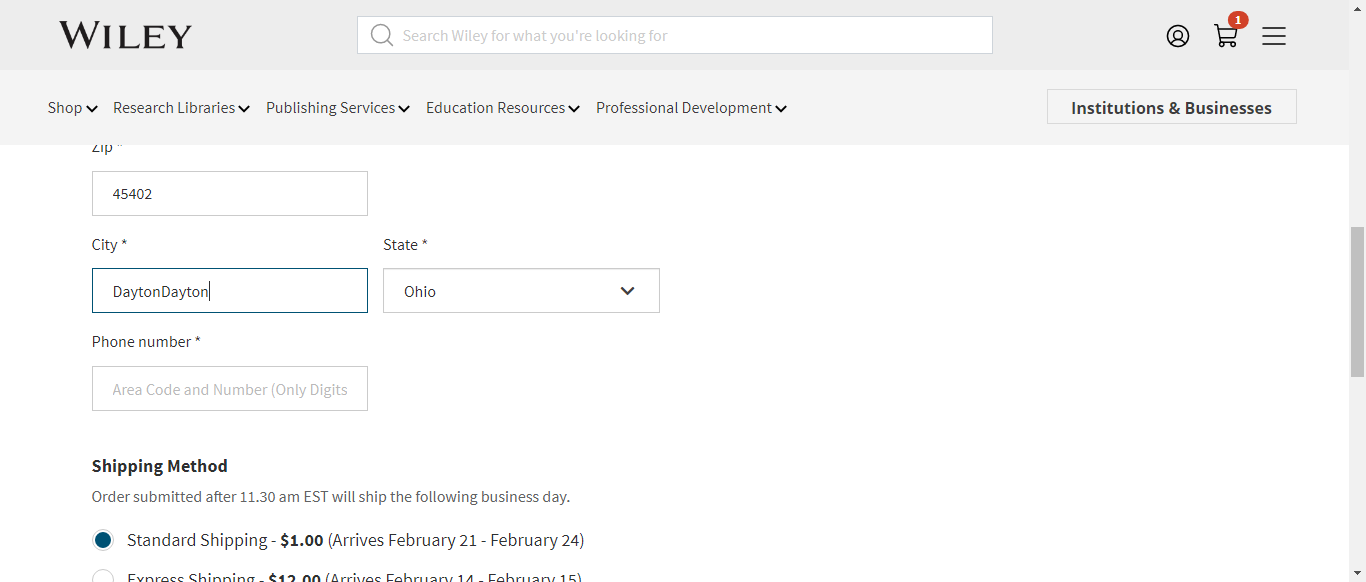 WILEY
Search Wiley for what you're looking for
1
Shop
Research Libraries
Publishing Services
Education Resources
Professional Development
Institutions & Businesses
Zip *
45402
City *
State *
DaytonDayton
Ohio
Phone number *
Area Code and Number (Only Digits
Shipping Method
Order submitted after 11.30 am EST will ship the following business day.
Standard Shipping - $1.00 (Arrives February 21 - February 24)
Express Shipping - $12.00 (Arrives February 14 - February 15)